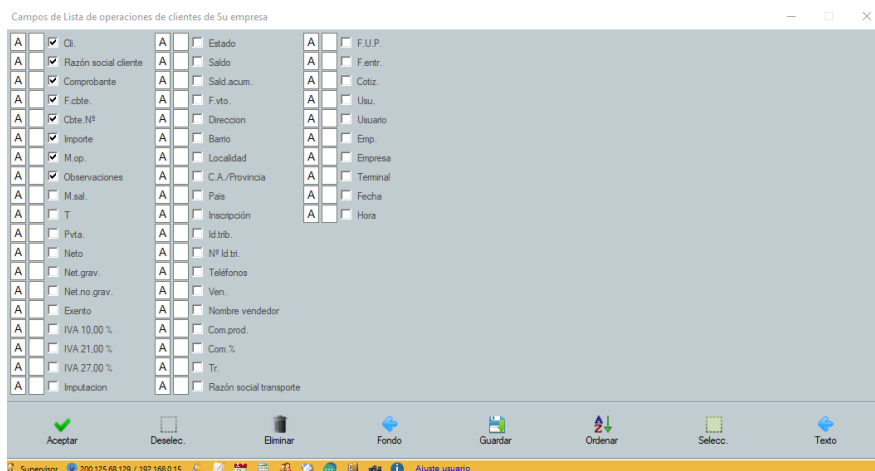 Campos de Lista de operaciones de clientes de Su empresa
A Cli.
A Razón social cliente
A Comprobante
A F.cbte.
A Cbte.Nº
A Importe
A M.op.
A Observaciones
A M.sal.
A T
A Pvta.
A Neto
A Net.grav.
A Net.no.grav.
A Exento
A IVA 10,00 %
A IVA 21,00 %
A IVA 27,00 %
A Imputacion
A Estado
A Saldo
A Sald.acum.
A F.vto.
A Direccion
A Barrio
A Localidad
A C.A./Provincia
A Pais
A Inscripción
A Id.trib.
A Nº Id.tri.
A Teléfonos
A Ven.
A Nombre vendedor
A Com.prod.
A Com.%
A Tr.
A Razón social transporte
A F.U.P.
A F.entr.
A Cotiz.
A Usu.
A Usuario
A Emp.
A Empresa
A Terminal
A Fecha
A Hora
Aceptar
Deselec.
Eliminar
Fondo
Guardar
Ordenar
Selecc.
Texto
Supervisor 200.125.68.129 / 192.168.0.15 Ajuste usuario